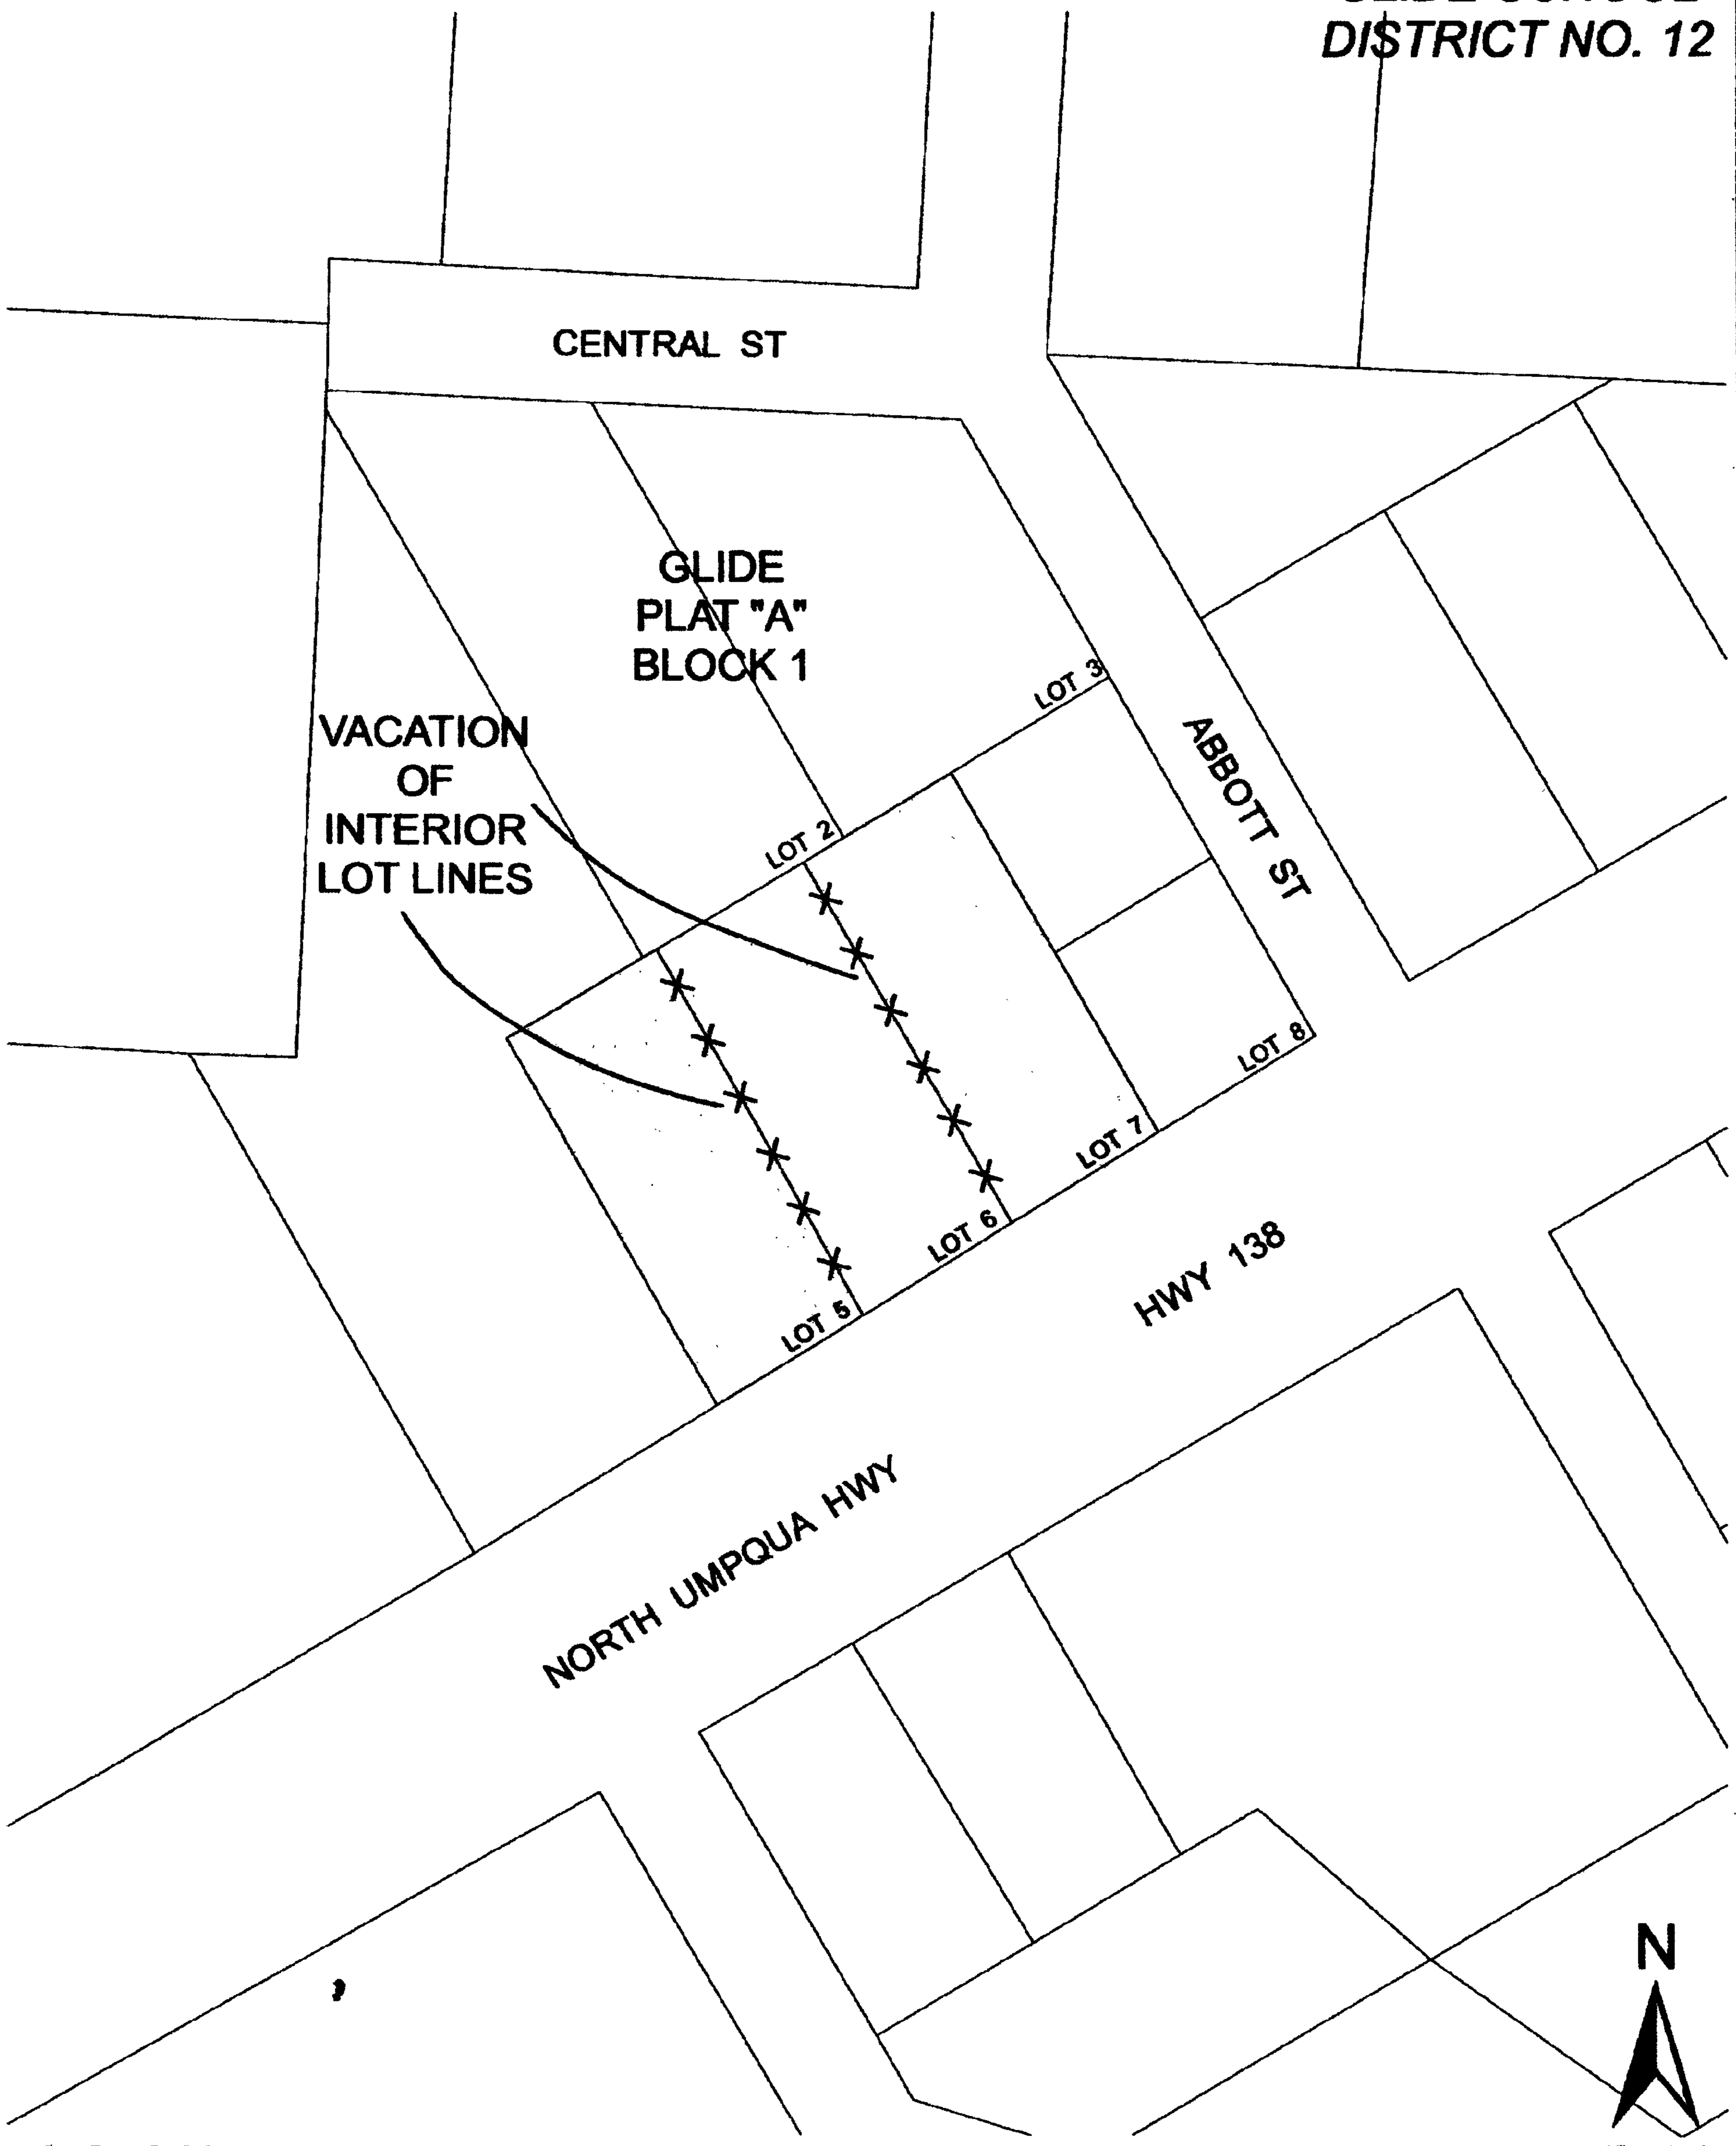 DISTRICT NO. 12
CENTRAL ST
GLIDE
PLAT "A"
BLOCK 1
LOT 3
VACATION
OF
INTERIOR
LOT LINES
ABBOTT ST
LOT 2
LOT 8
LOT 7
LOT 6
LOT 5
HWY 138
NORTH UMPQUA HWY
N